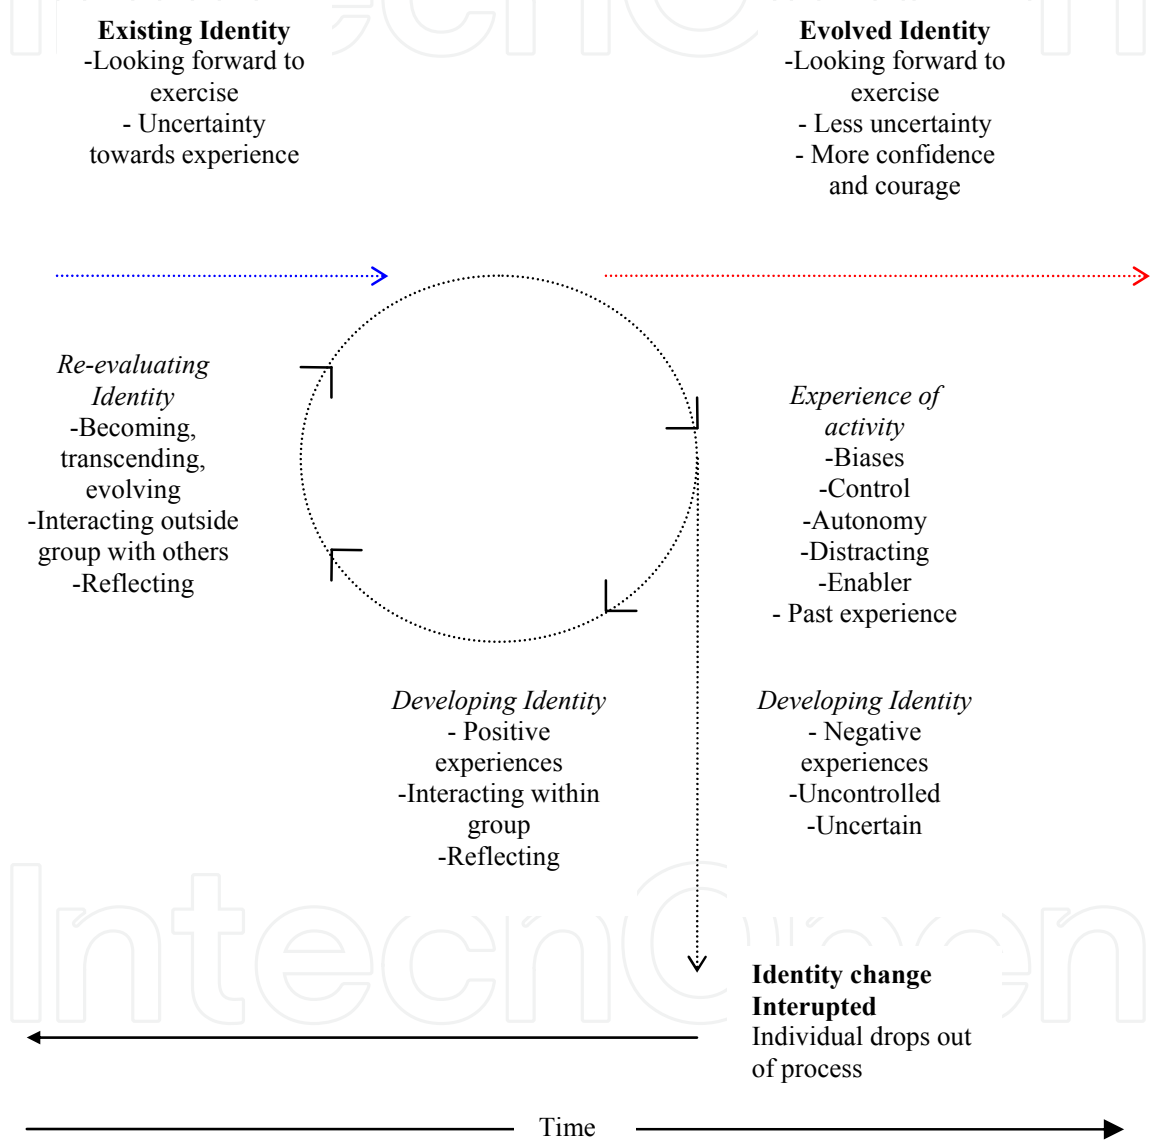 Existing Identity
-Looking forward to
exercise
- Uncertainty
towards experience
Evolved Identity
-Looking forward to
exercise
- Less uncertainty
- More confidence
and courage
Re-evaluating
Identity
-Becoming,
transcending,
evolving
-Interacting outside
group with others
-Reflecting
Experience of
activity
-Biases
-Control
-Autonomy
-Distracting
-Enabler
- Past experience
Developing Identity
- Positive
experiences
-Interacting within
group
-Reflecting
Developing Identity
- Negative
experiences
-Uncontrolled
-Uncertain
IntechOpen
Identity change
Interupted
Individual drops out
of process
Time